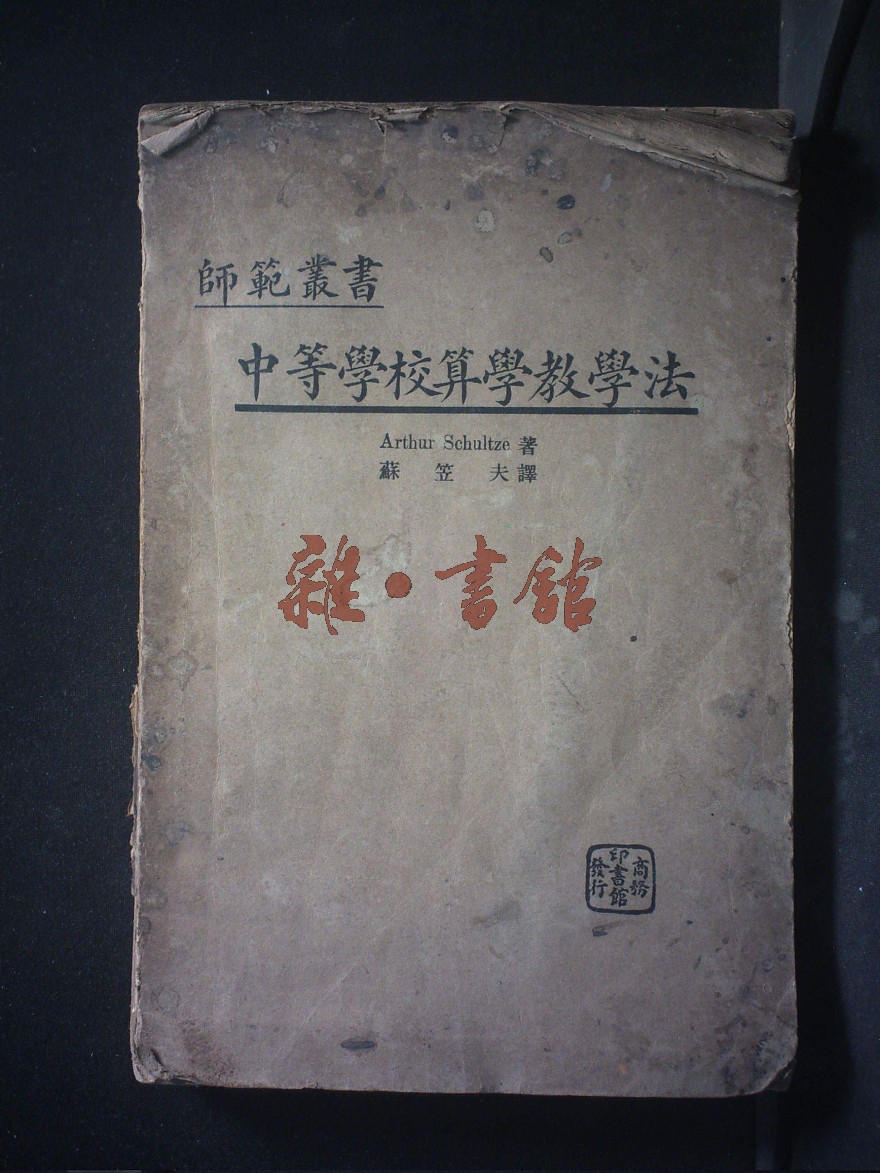 師範叢書
中等學校算學教學法
Arthur Schultze 著
蘇笠夫譯
雜·書館
商務
印書館
發行